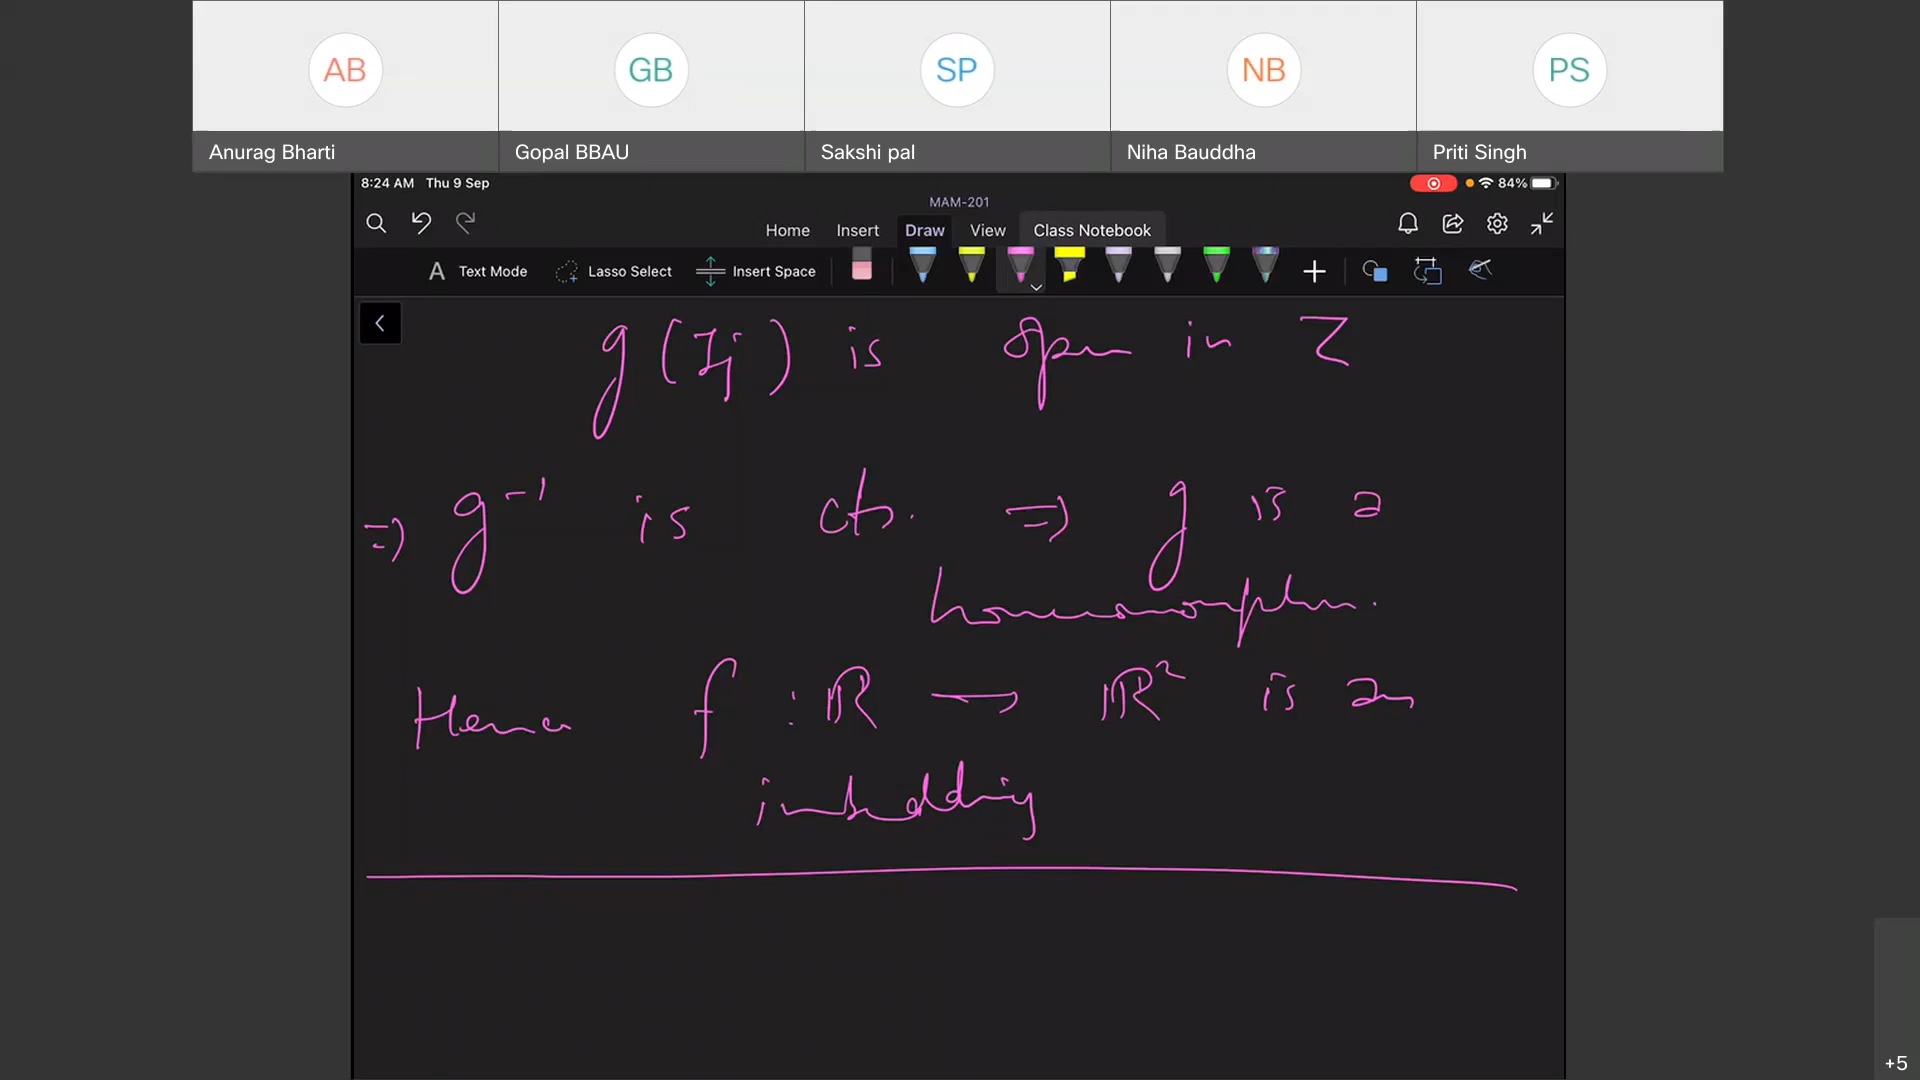 AB GB SP NB PS
Anurag Bharti Gopal BBAU Sakshi pal Niha Bauddha Priti Singh
8:24 AM Thu 9 Sep 84%
MAM-201
Home Insert Draw View Class Notebook
A Text Mode Lasso Select Insert Space
g (Ij) is open in Z
=> g⁻¹ is cts. => g is a
homeomorphm.
Hence f : ℝ → ℝ² is an
imbedding
+5